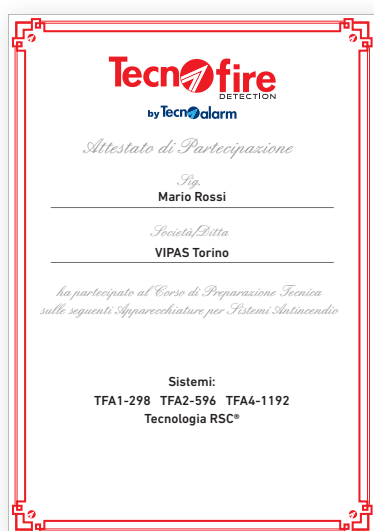 Tecnofire
DETECTION
by Tecnoalarm
Attestato di Partecipazione
Sig.
Mario Rossi
Società/Ditta
VIPAS Torino
ha partecipato al Corso di Preparazione Tecnica
sulle seguenti Apparecchiature per Sistemi Antincendio
Sistemi:
TFA1-298 TFA2-596 TFA4-1192
Tecnologia RSC®